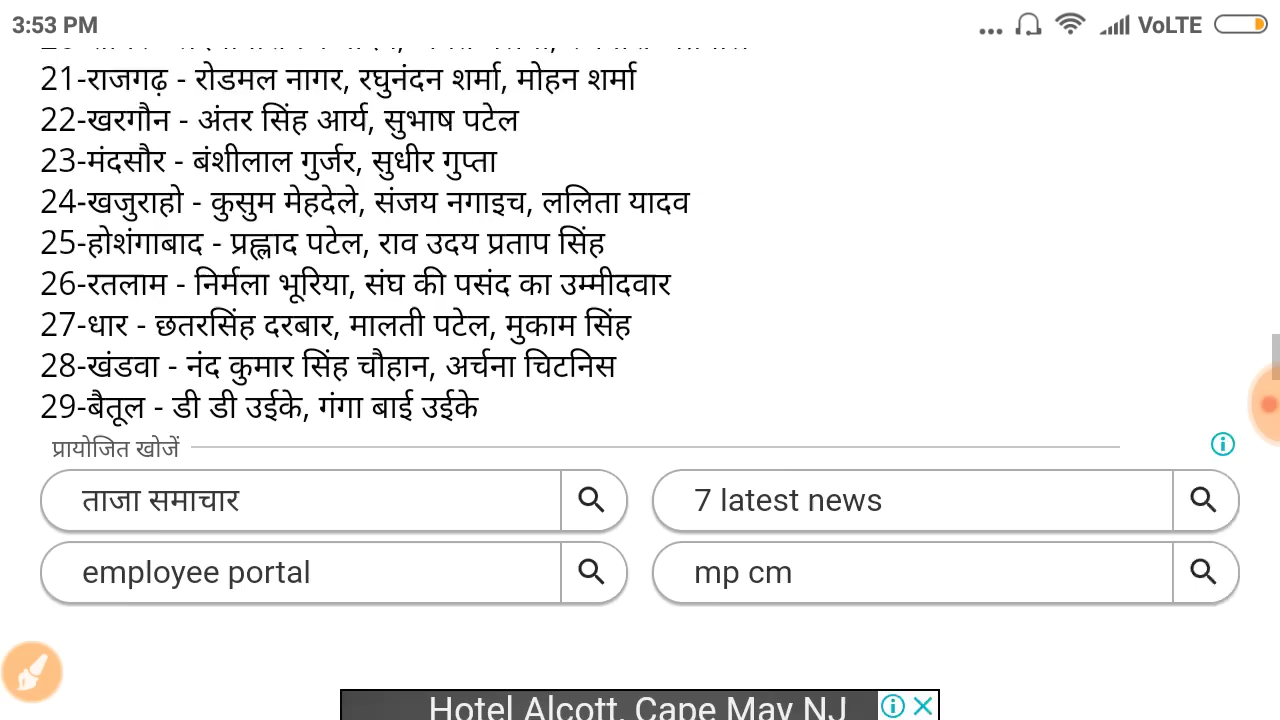 3:53 PM
... VoLTE
21-राजगढ़ - रोडमल नागर, रघुनंदन शर्मा, मोहन शर्मा
22-खरगौन - अंतर सिंह आर्य, सुभाष पटेल
23-मंदसौर - बंशीलाल गुर्जर, सुधीर गुप्ता
24-खजुराहो - कुसुम मेहदेले, संजय नगाइच, ललिता यादव
25-होशंगाबाद - प्रह्लाद पटेल, राव उदय प्रताप सिंह
26-रतलाम - निर्मला भूरिया, संघ की पसंद का उम्मीदवार
27-धार - छतरसिंह दरबार, मालती पटेल, मुकाम सिंह
28-खंडवा - नंद कुमार सिंह चौहान, अर्चना चिटनिस
29-बैतूल - डी डी उईके, गंगा बाई उईके
प्रायोजित खोजें
ताजा समाचार
7 latest news
employee portal
mp cm
Hotel Alcott, Cape May NJ